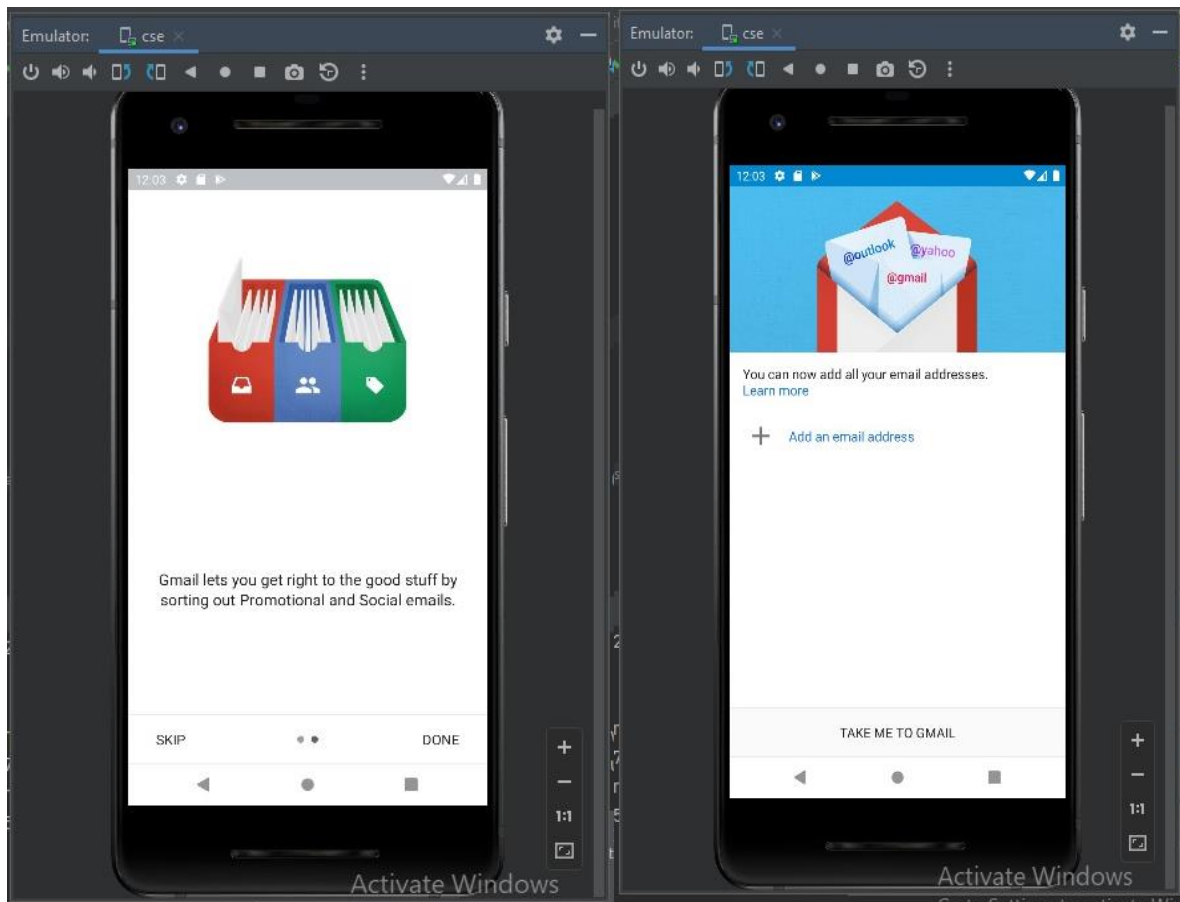 Emulator: cse
12:03
Gmail lets you get right to the good stuff by
sorting out Promotional and Social emails.
SKIP
DONE
1:1
Activate Windows
Emulator: cse
12:03
@outlook
@yahoo
@gmail
You can now add all your email addresses.
Learn more
Add an email address
TAKE ME TO GMAIL
1:1
Activate Windows